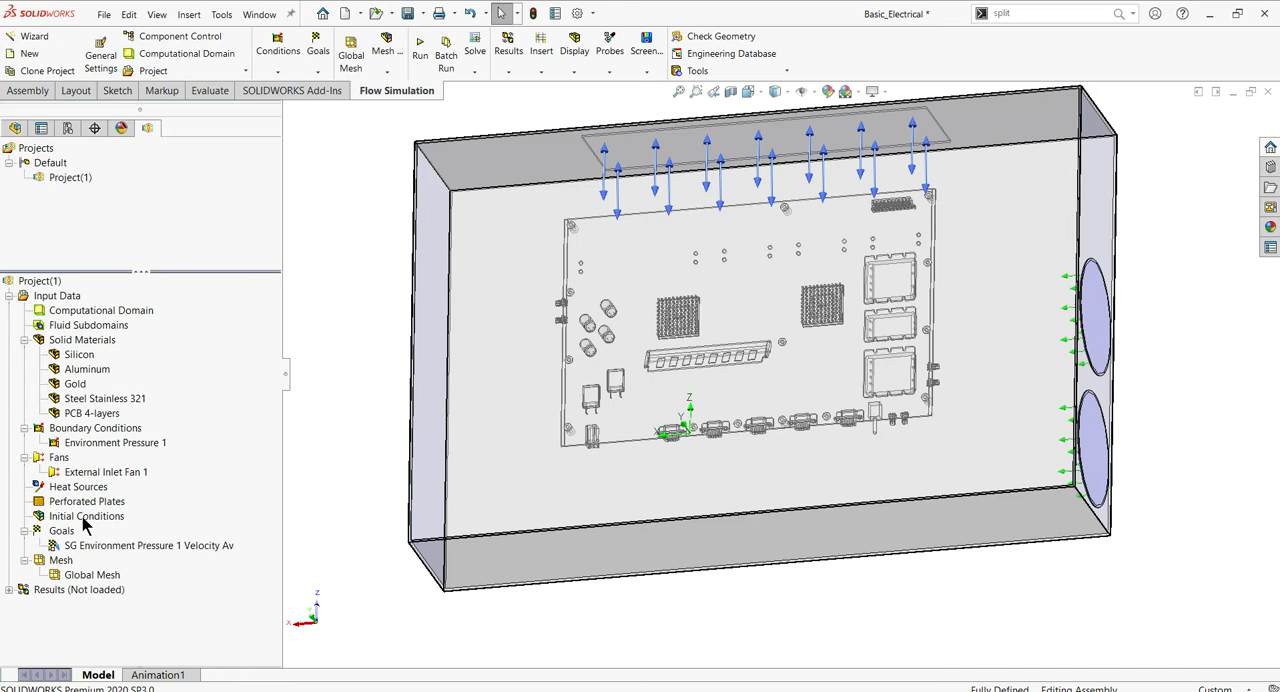 SOLIDWORKS File Edit View Insert Tools Window Basic_Electrical * split
Wizard
New
Clone Project
General Settings
Component Control
Computational Domain
Project
Conditions
Goals
Global Mesh
Mesh ...
Run
Batch Run
Solve
Results
Insert
Display
Probes
Screen...
Check Geometry
Engineering Database
Tools
Assembly Layout Sketch Markup Evaluate SOLIDWORKS Add-Ins Flow Simulation
Projects
Default
Project(1)
Project(1)
Input Data
Computational Domain
Fluid Subdomains
Solid Materials
Silicon
Aluminum
Gold
Steel Stainless 321
PCB 4-layers
Boundary Conditions
Environment Pressure 1
Fans
External Inlet Fan 1
Heat Sources
Perforated Plates
Initial Conditions
Goals
SG Environment Pressure 1 Velocity Av
Mesh
Global Mesh
Results (Not loaded)
Z
Y
X
Z
Y
X
Model Animation1
SOLIDWORKS Premium 2020 SP3.0 Fully Defined Editing Assembly Custom